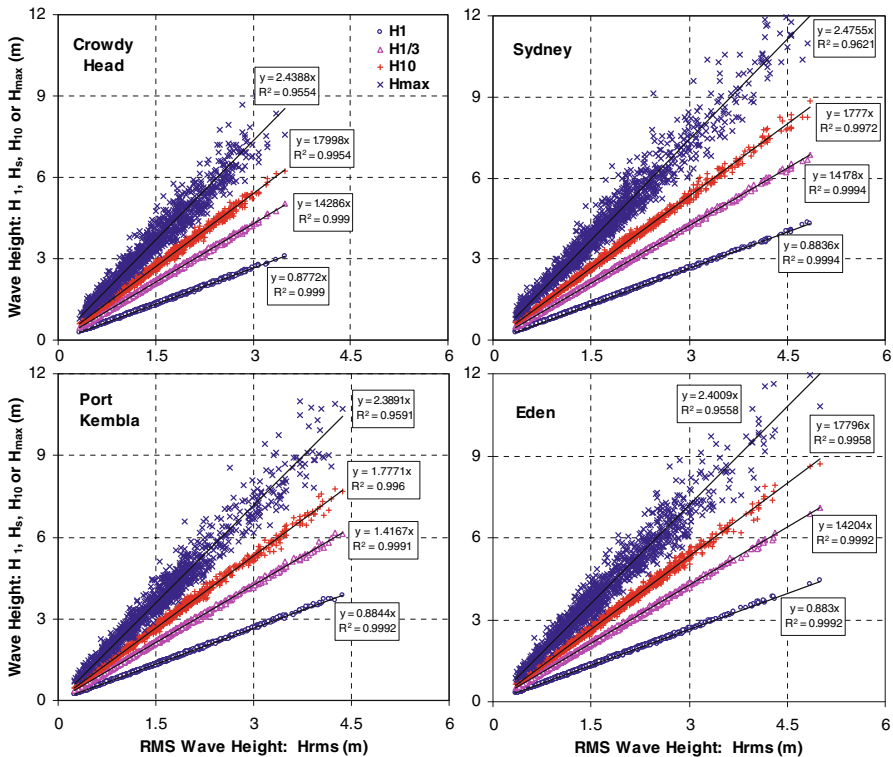 Wave Height: H 1, Hs, H10 or Hmax (m)
12
9
6
3
0
Crowdy
Head
H1
H1/3
H10
Hmax
y = 2.4388x
R² = 0.9554
y = 1.7998x
R² = 0.9954
y = 1.4286x
R² = 0.999
y = 0.8772x
R² = 0.999
0
1.5
3
4.5
6
12
9
6
3
0
Sydney
y = 2.4755x
R² = 0.9621
y = 1.777x
R² = 0.9972
y = 1.4178x
R² = 0.9994
y = 0.8836x
R² = 0.9994
0
1.5
3
4.5
6
Wave Height: H 1, Hs, H10 or Hmax (m)
12
9
6
3
0
Port
Kembla
y = 2.3891x
R² = 0.9591
y = 1.7771x
R² = 0.996
y = 1.4167x
R² = 0.9991
y = 0.8844x
R² = 0.9992
0
1.5
3
4.5
6
RMS Wave Height: Hrms (m)
12
9
6
3
0
Eden
y = 2.4009x
R² = 0.9558
y = 1.7796x
R² = 0.9958
y = 1.4204x
R² = 0.9992
y = 0.883x
R² = 0.9992
0
1.5
3
4.5
6
RMS Wave Height: Hrms (m)